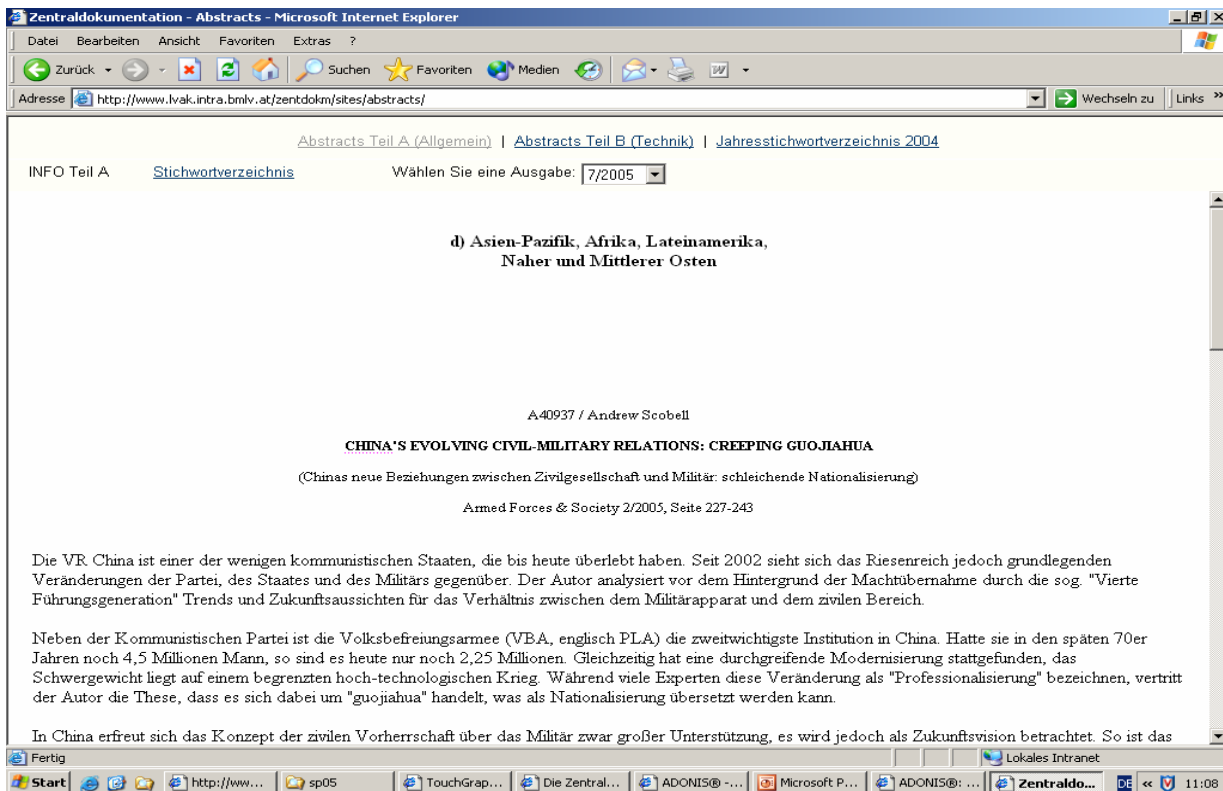 Zentraldokumentation - Abstracts - Microsoft Internet Explorer
Datei Bearbeiten Ansicht Favoriten Extras ?
Zurück Suchen Favoriten Medien
Adresse http://www.lvak.intra.bmlv.at/zentdokm/sites/abstracts/ Wechseln zu Links »
Abstracts Teil A (Allgemein) | Abstracts Teil B (Technik) | Jahresstichwortverzeichnis 2004
INFO Teil A Stichwortverzeichnis Wählen Sie eine Ausgabe: 7/2005
d) Asien-Pazifik, Afrika, Lateinamerika,
Naher und Mittlerer Osten
A40937 / Andrew Scobell
CHINA'S EVOLVING CIVIL-MILITARY RELATIONS: CREEPING GUOJIAHUA
(Chinas neue Beziehungen zwischen Zivilgesellschaft und Militär: schleichende Nationalisierung)
Armed Forces & Society 2/2005, Seite 227-243
Die VR China ist einer der wenigen kommunistischen Staaten, die bis heute überlebt haben. Seit 2002 sieht sich das Riesenreich jedoch grundlegenden
Veränderungen der Partei, des Staates und des Militärs gegenüber. Der Autor analysiert vor dem Hintergrund der Machtübernahme durch die sog. "Vierte
Führungsgeneration" Trends und Zukunftsaussichten für das Verhältnis zwischen dem Militärapparat und dem zivilen Bereich.
Neben der Kommunistischen Partei ist die Volksbefreiungsarmee (VBA, englisch PLA) die zweitwichtigste Institution in China. Hatte sie in den späten 70er
Jahren noch 4,5 Millionen Mann, so sind es heute nur noch 2,25 Millionen. Gleichzeitig hat eine durchgreifende Modernisierung stattgefunden, das
Schwergewicht liegt auf einem begrenzten hoch-technologischen Krieg. Während viele Experten diese Veränderung als "Professionalisierung" bezeichnen, vertritt
der Autor die These, dass es sich dabei um "guojiahua" handelt, was als Nationalisierung übersetzt werden kann.
In China erfreut sich das Konzept der zivilen Vorherrschaft über das Militär zwar großer Unterstützung, es wird jedoch als Zukunftsvision betrachtet. So ist das
Fertig Lokales Intranet
Start http://ww... sp05 TouchGrap... Die Zentral... ADONIS® -... Microsoft P... ADONIS®: ... Zentraldo... DE « 11:08